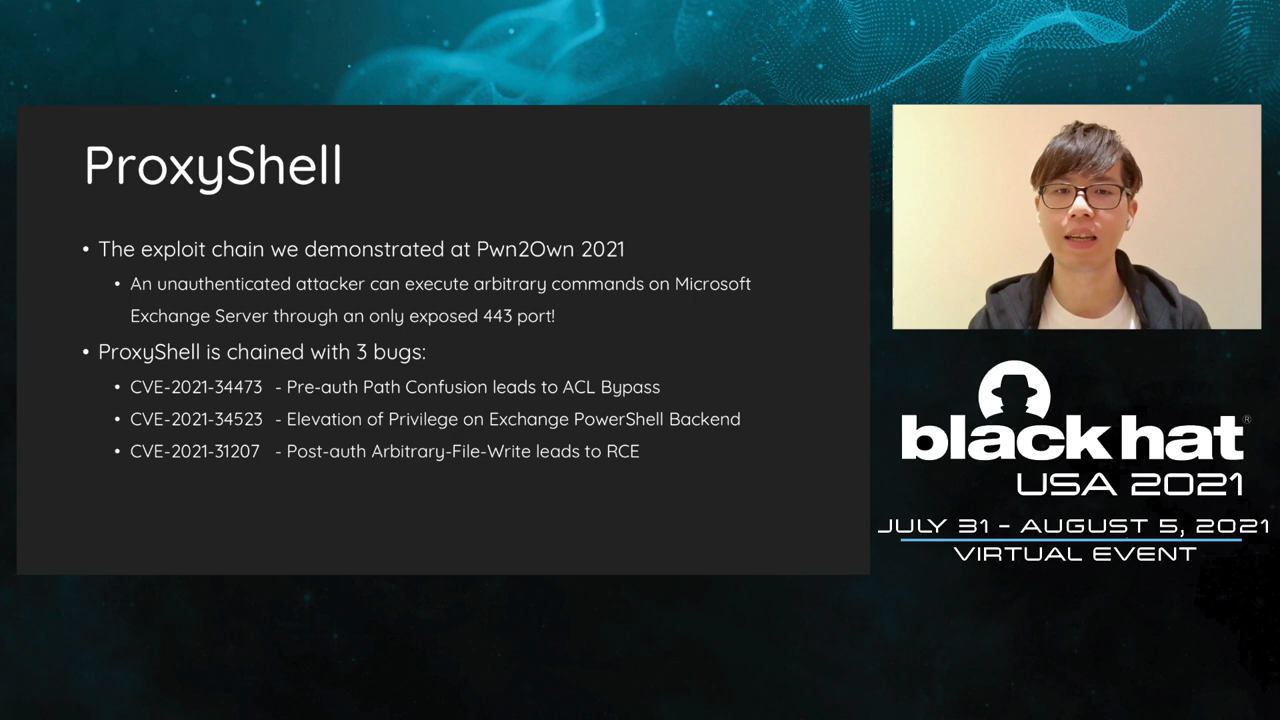 ProxyShell
• The exploit chain we demonstrated at Pwn2Own 2021
• An unauthenticated attacker can execute arbitrary commands on Microsoft
Exchange Server through an only exposed 443 port!
• ProxyShell is chained with 3 bugs:
• CVE-2021-34473 - Pre-auth Path Confusion leads to ACL Bypass
• CVE-2021-34523 - Elevation of Privilege on Exchange PowerShell Backend
• CVE-2021-31207 - Post-auth Arbitrary-File-Write leads to RCE
black hat®
USA 2021
JULY 31 - AUGUST 5, 2021
VIRTUAL EVENT